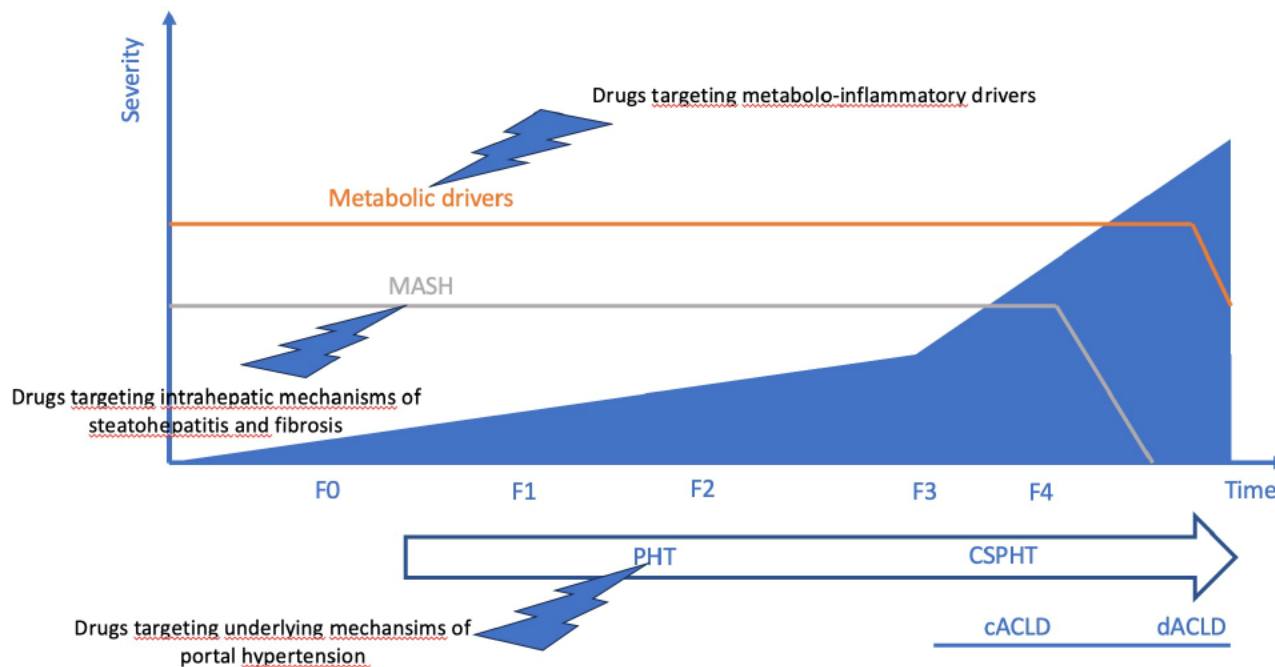 Severity
Drugs targeting metabolo-inflammatory drivers
Metabolic drivers
MASH
Drugs targeting intrahepatic mechanisms of
steatohepatitis and fibrosis
F0
F1
F2
F3
F4
Time
PHT
CSPHT
Drugs targeting underlying mechansims of
portal hypertension
cACLD
dACLD